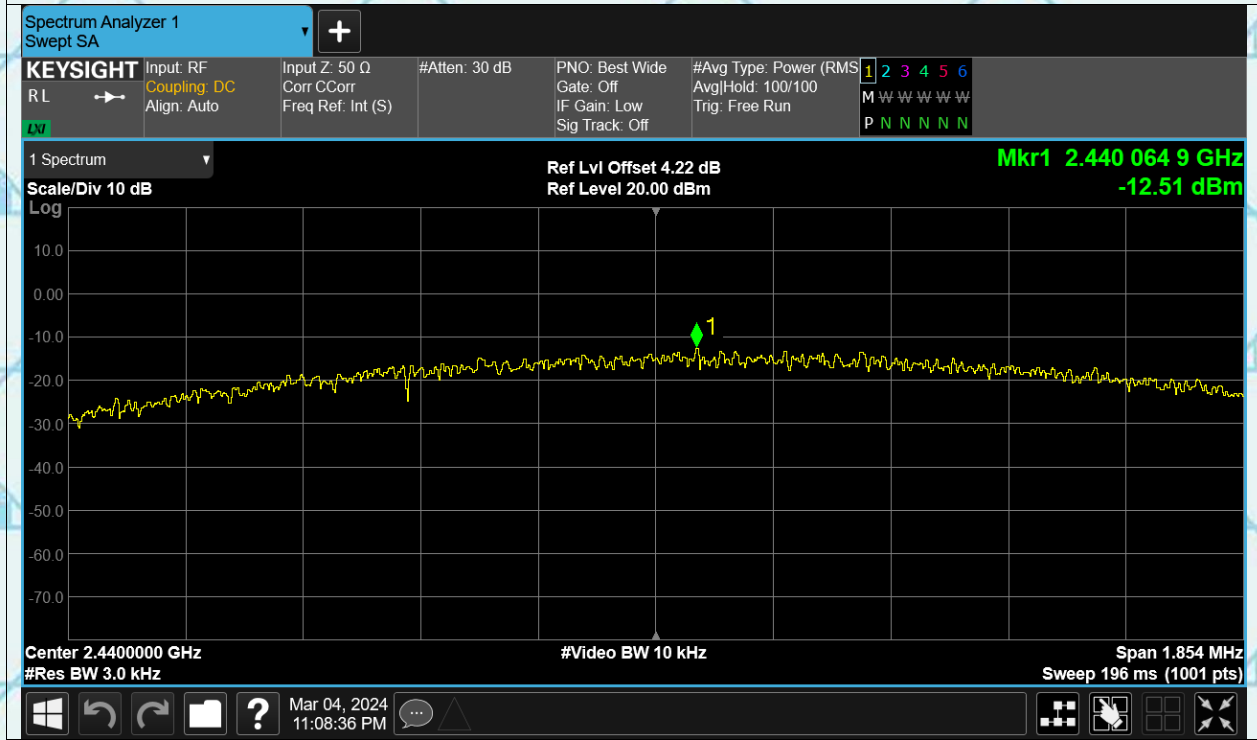 Spectrum Analyzer 1
Swept SA
KEYSIGHT
R L
LXI
Input: RF
Coupling: DC
Align: Auto
Input Z: 50 Ω
Corr CCorr
Freq Ref: Int (S)
#Atten: 30 dB
PNO: Best Wide
Gate: Off
IF Gain: Low
Sig Track: Off
#Avg Type: Power (RMS
Avg|Hold: 100/100
Trig: Free Run
1 2 3 4 5 6
M W W W W W
P N N N N N
1 Spectrum
Scale/Div 10 dB
Log
Ref Lvl Offset 4.22 dB
Ref Level 20.00 dBm
Mkr1 2.440 064 9 GHz
-12.51 dBm
10.0
0.00
-10.0
-20.0
-30.0
-40.0
-50.0
-60.0
-70.0
1
Center 2.4400000 GHz
#Res BW 3.0 kHz
#Video BW 10 kHz
Span 1.854 MHz
Sweep 196 ms (1001 pts)
?
Mar 04, 2024
11:08:36 PM